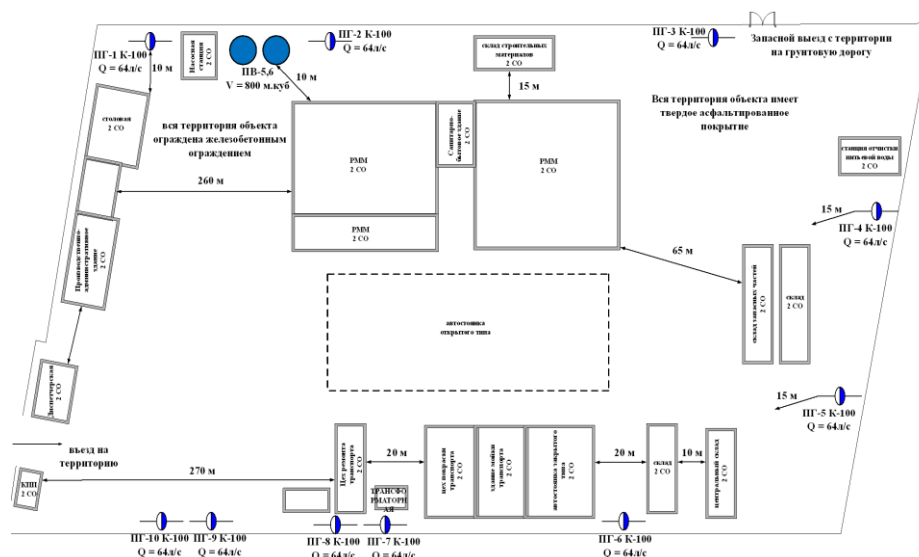 ПГ-1 К-100
Q = 64л/с
10 м
Насосная
станция
2 СО
ПВ-5,6
V = 800 м.куб
10 м
ПГ-2 К-100
Q = 64л/с
склад строительных
материалов
2 СО
15 м
ПГ-3 К-100
Q = 64л/с
Запасной выезд с территории
на грунтовую дорогу
столовая
2 СО
вся территория объекта
ограждена железобетонным
ограждением
260 м
РММ
2 СО
РММ
2 СО
Санитарно-
бытовое здание
2 СО
РММ
2 СО
Вся территория объекта имеет
твердое асфальтированное
покрытие
станция отчистки
питьевой воды
2 СО
15 м
ПГ-4 К-100
Q = 64л/с
Производственно-
административное
здание
2 СО
65 м
склад запасных частей
2 СО
склад
2 СО
автостоянка
открытого типа
Диспетчерская
2 СО
15 м
ПГ-5 К-100
Q = 64л/с
въезд на
территорию
КПП
2 СО
270 м
Цех ремонта
транспорта
2 СО
20 м
ТРАНСФО
РМАТОРН
АЯ
цех покраски
транспорта
2 СО
здание мойки
транспорта
2 СО
автостоянка закрытого
типа
2 СО
20 м
склад
2 СО
10 м
центральный склад
2 СО
ПГ-10 К-100
Q = 64л/с
ПГ-9 К-100
Q = 64л/с
ПГ-8 К-100
Q = 64л/с
ПГ-7 К-100
Q = 64л/с
ПГ-6 К-100
Q = 64л/с